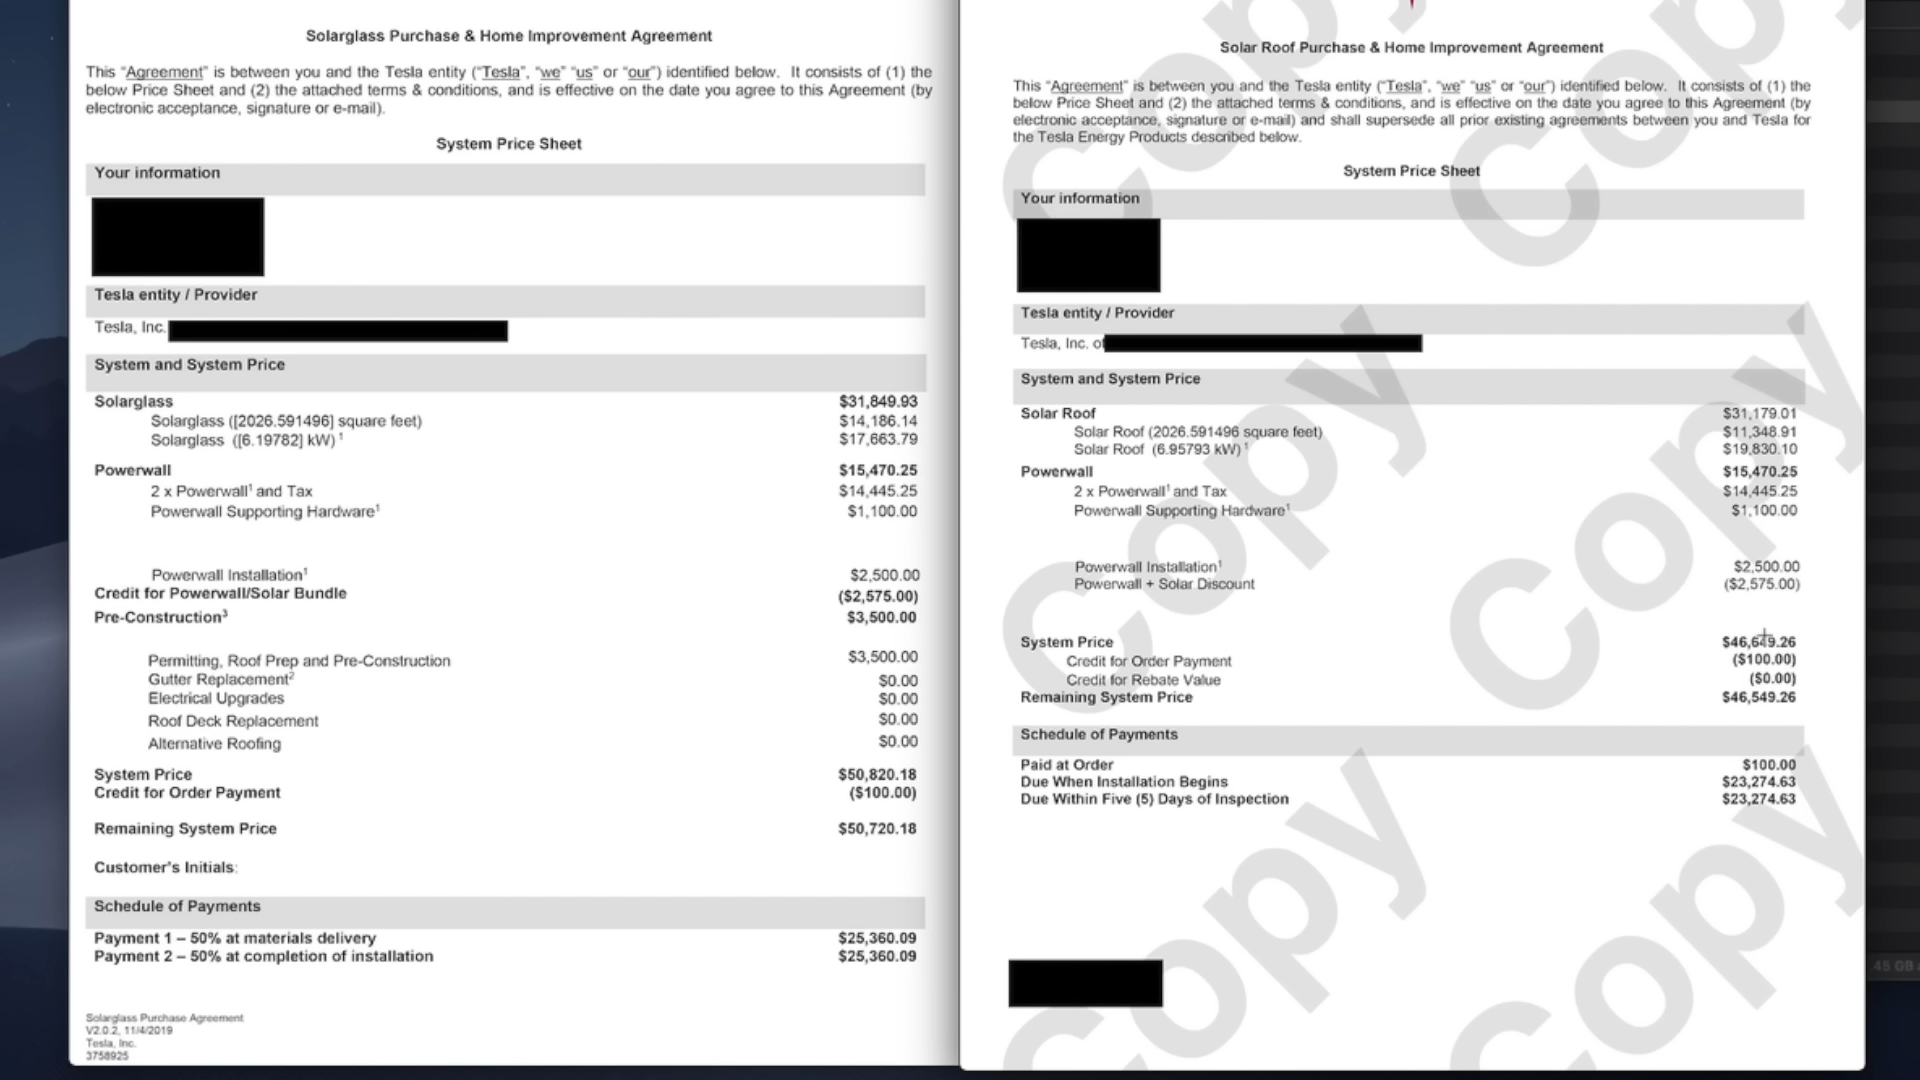 Solarglass Purchase & Home Improvement Agreement
This “Agreement” is between you and the Tesla entity (“Tesla”, “we” “us” or “our”) identified below. It consists of (1) the
below Price Sheet and (2) the attached terms & conditions, and is effective on the date you agree to this Agreement (by
electronic acceptance, signature or e-mail).
System Price Sheet
Your information
Tesla entity / Provider
Tesla, Inc.
System and System Price
Solarglass $31,849.93
Solarglass ([2026.591496] square feet) $14,186.14
Solarglass ([6.19782] kW) 1 $17,663.79
Powerwall $15,470.25
2 x Powerwall1 and Tax $14,445.25
Powerwall Supporting Hardware1 $1,100.00
Powerwall Installation1 $2,500.00
Credit for Powerwall/Solar Bundle ($2,575.00)
Pre-Construction3 $3,500.00
Permitting, Roof Prep and Pre-Construction $3,500.00
Gutter Replacement2 $0.00
Electrical Upgrades $0.00
Roof Deck Replacement $0.00
Alternative Roofing $0.00
System Price $50,820.18
Credit for Order Payment ($100.00)
Remaining System Price $50,720.18
Customer's Initials:
Schedule of Payments
Payment 1 – 50% at materials delivery $25,360.09
Payment 2 – 50% at completion of installation $25,360.09
Solarglass Purchase Agreement
V2.0.2, 11/4/2019
Tesla, Inc.
3758925
Solar Roof Purchase & Home Improvement Agreement
This “Agreement” is between you and the Tesla entity (“Tesla”, “we” “us” or “our”) identified below. It consists of (1) the
below Price Sheet and (2) the attached terms & conditions, and is effective on the date you agree to this Agreement (by
electronic acceptance, signature or e-mail) and shall supersede all prior existing agreements between you and Tesla for
the Tesla Energy Products described below.
System Price Sheet
Your information
Tesla entity / Provider
Tesla, Inc. of
System and System Price
Solar Roof $31,179.01
Solar Roof (2026.591496 square feet) $11,348.91
Solar Roof (6.95793 kW) 1 $19,830.10
Powerwall $15,470.25
2 x Powerwall1 and Tax $14,445.25
Powerwall Supporting Hardware1 $1,100.00
Powerwall Installation1 $2,500.00
Powerwall + Solar Discount ($2,575.00)
System Price $46,649.26
Credit for Order Payment ($100.00)
Credit for Rebate Value ($0.00)
Remaining System Price $46,549.26
Schedule of Payments
Paid at Order $100.00
Due When Installation Begins $23,274.63
Due Within Five (5) Days of Inspection $23,274.63
Copy
Copy
Copy
Copy
Copy
Copy
.45 GB